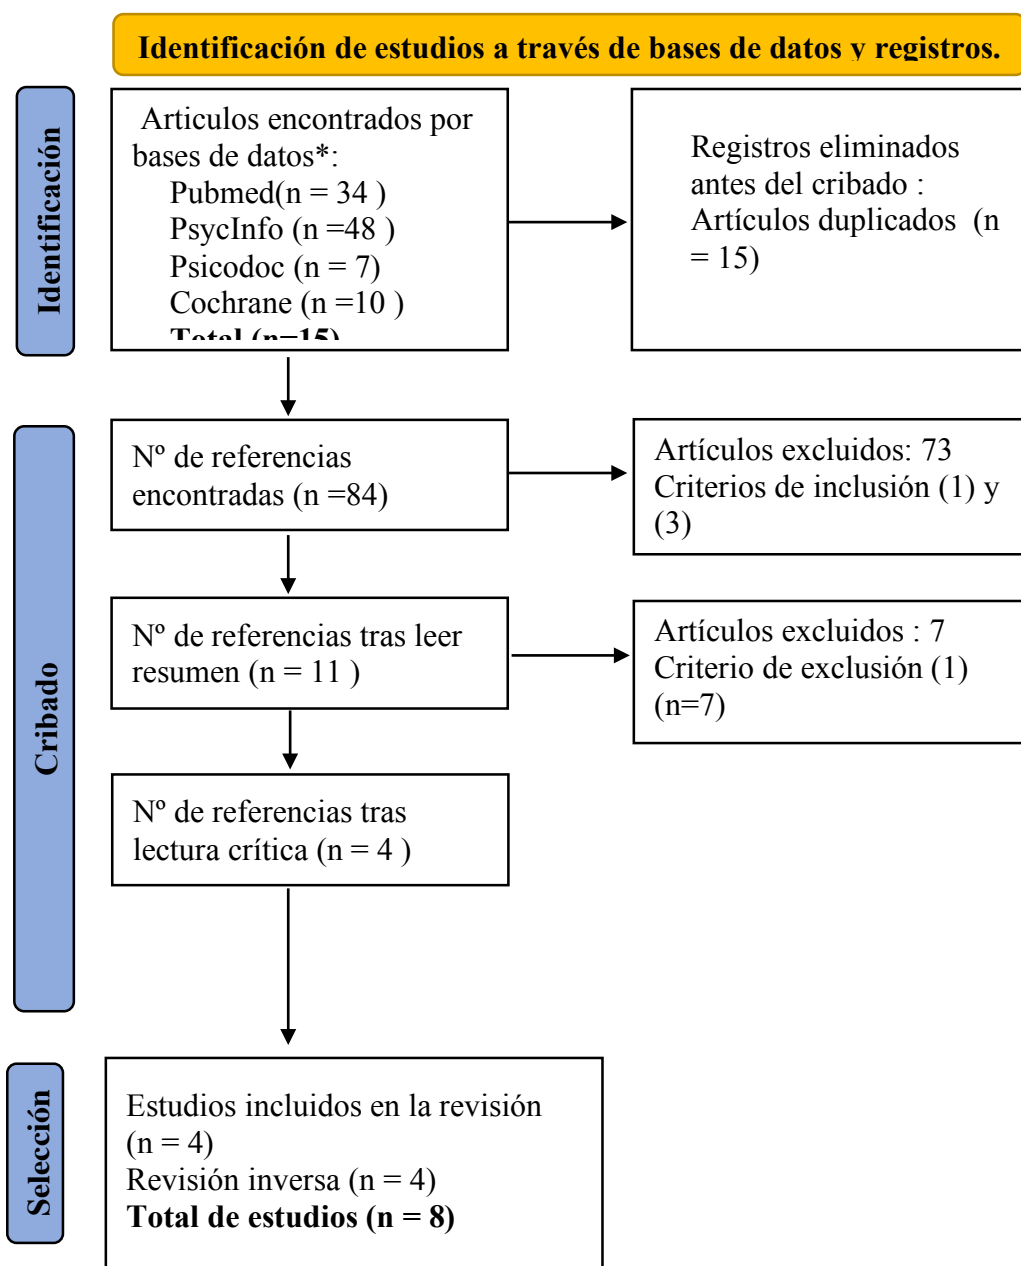 Identificación de estudios a través de bases de datos y registros.
Identificación
Articulos encontrados por
bases de datos*:
Pubmed(n = 34 )
PsycInfo (n =48 )
Psicodoc (n = 7)
Cochrane (n =10 )
Total (n=15)
Registros eliminados
antes del cribado :
Artículos duplicados (n
= 15)
Cribado
Nº de referencias
encontradas (n =84)
Artículos excluidos: 73
Criterios de inclusión (1) y
(3)
Nº de referencias tras leer
resumen (n = 11 )
Artículos excluidos : 7
Criterio de exclusión (1)
(n=7)
Nº de referencias tras
lectura crítica (n = 4 )
Selección
Estudios incluidos en la revisión
(n = 4)
Revisión inversa (n = 4)
Total de estudios (n = 8)